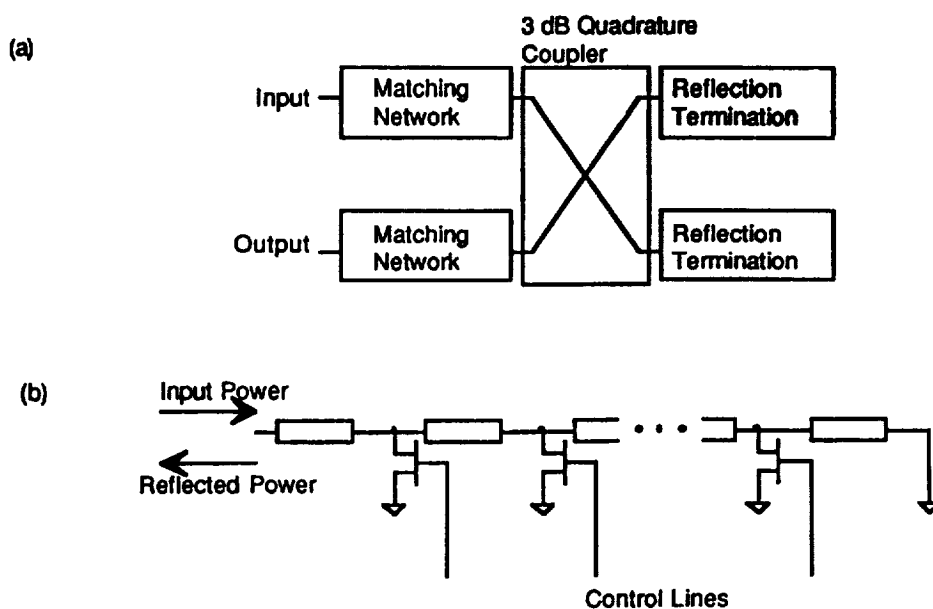 (a)
3 dB Quadrature
Coupler
Input
Matching
Network
Reflection
Termination
Output
Matching
Network
Reflection
Termination
(b)
Input Power
Reflected Power
Control Lines